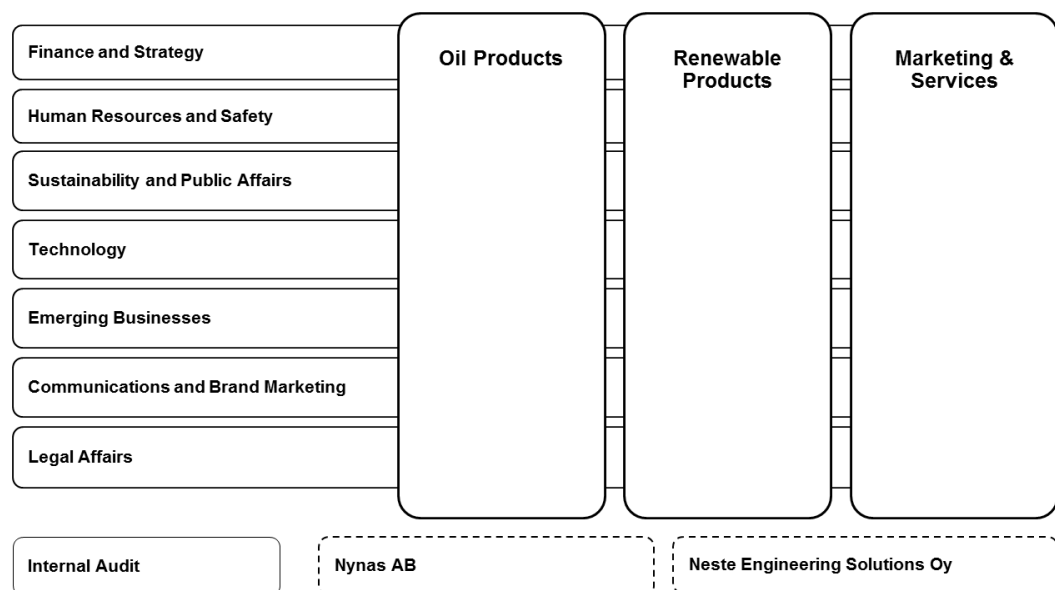 Finance and Strategy
Human Resources and Safety
Sustainability and Public Affairs
Technology
Emerging Businesses
Communications and Brand Marketing
Legal Affairs
Oil Products
Renewable
Products
Marketing &
Services
Internal Audit
Nynas AB
Neste Engineering Solutions Oy